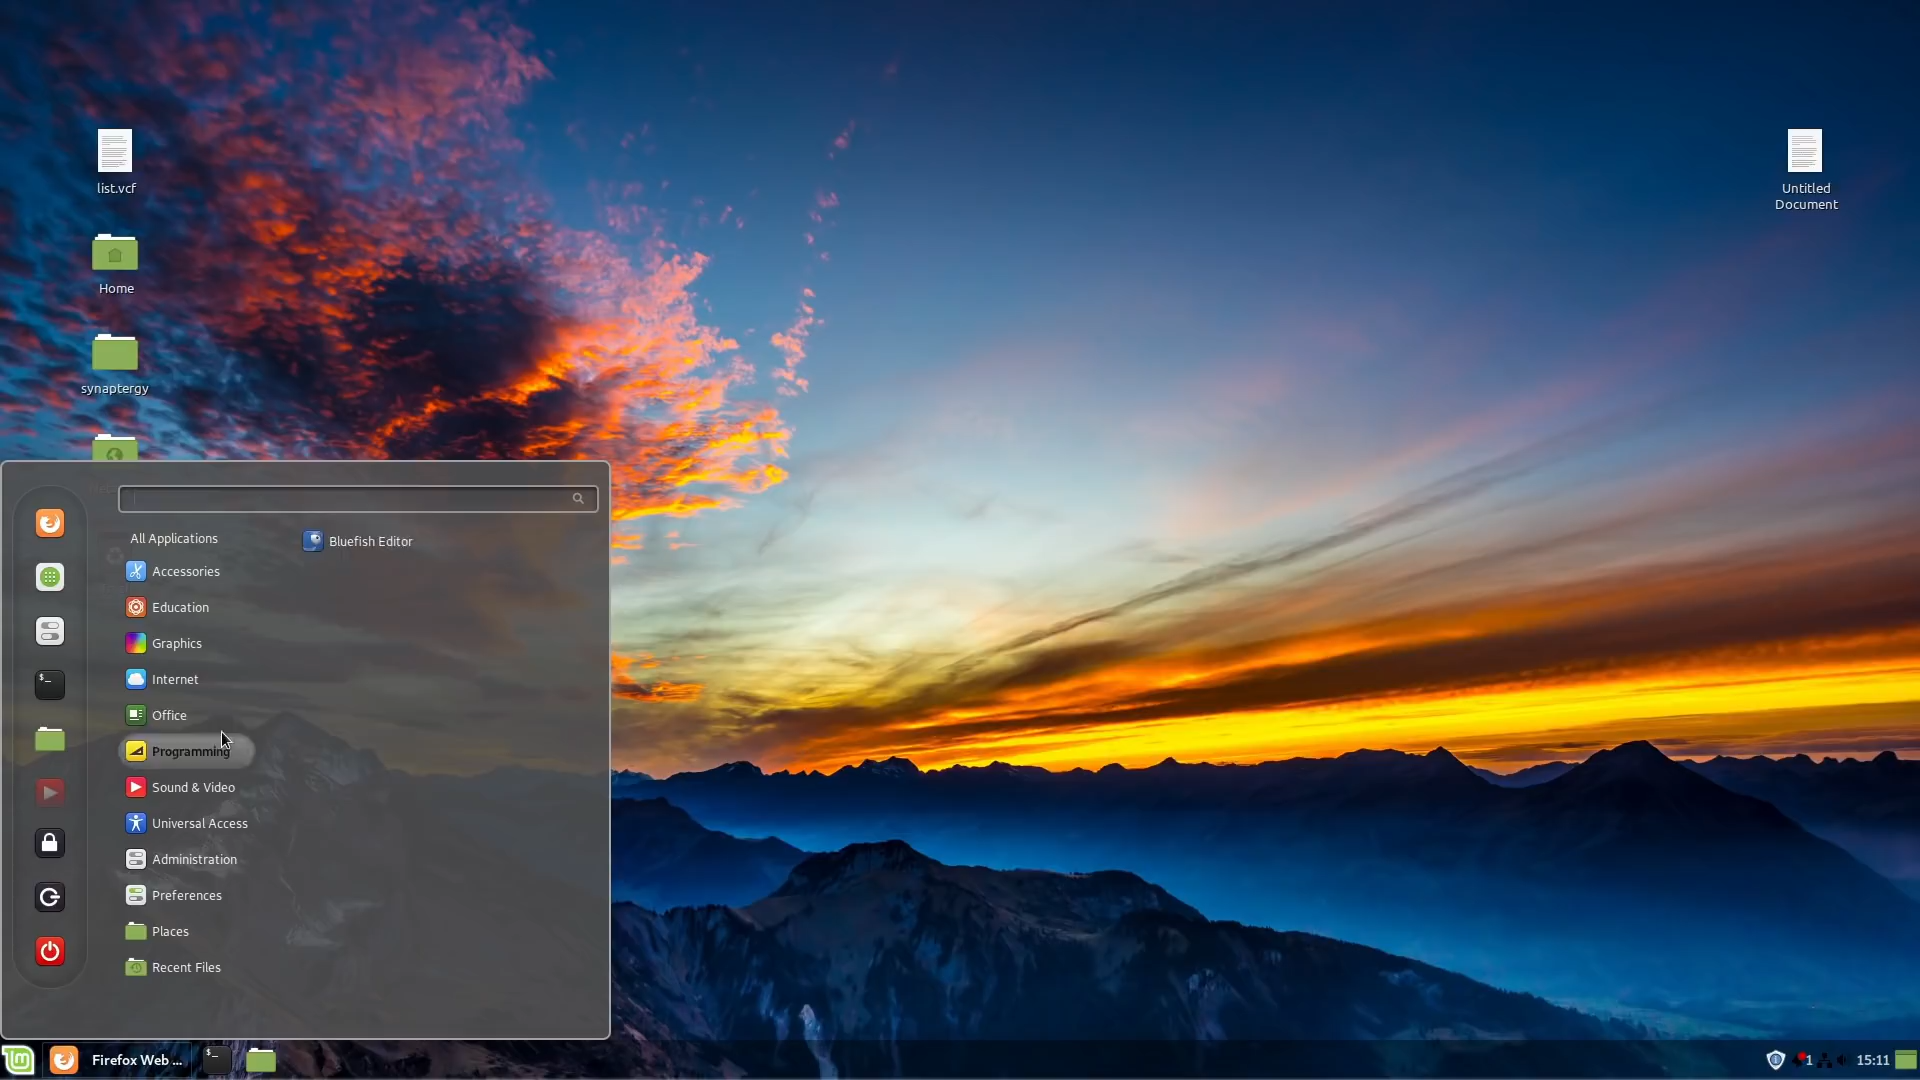 list.vcf
Untitled
Document
Home
synaptergy
All Applications
Bluefish Editor
Accessories
Education
Graphics
Internet
Office
Programming
Sound & Video
Universal Access
Administration
Preferences
Places
Recent Files
$_
Firefox Web ...
$_
1
15:11